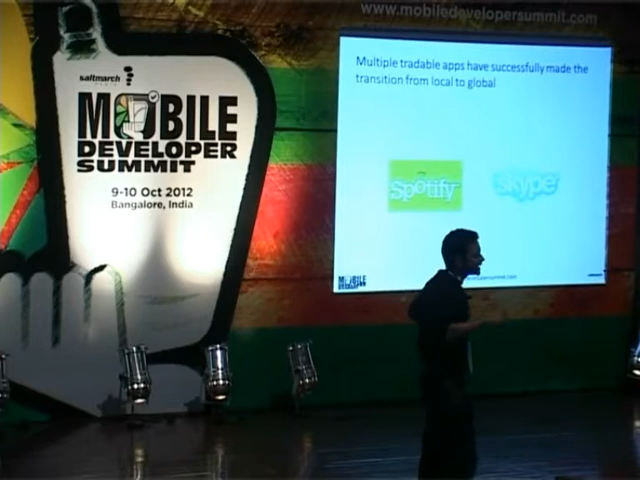 www.mobiledevelopersummit.com
saltmarch
MOBILE
DEVELOPER
SUMMIT
9-10 Oct 2012
Bangalore, India
Multiple tradable apps have successfully made the
transition from local to global
Spotify
skype
MOBILE